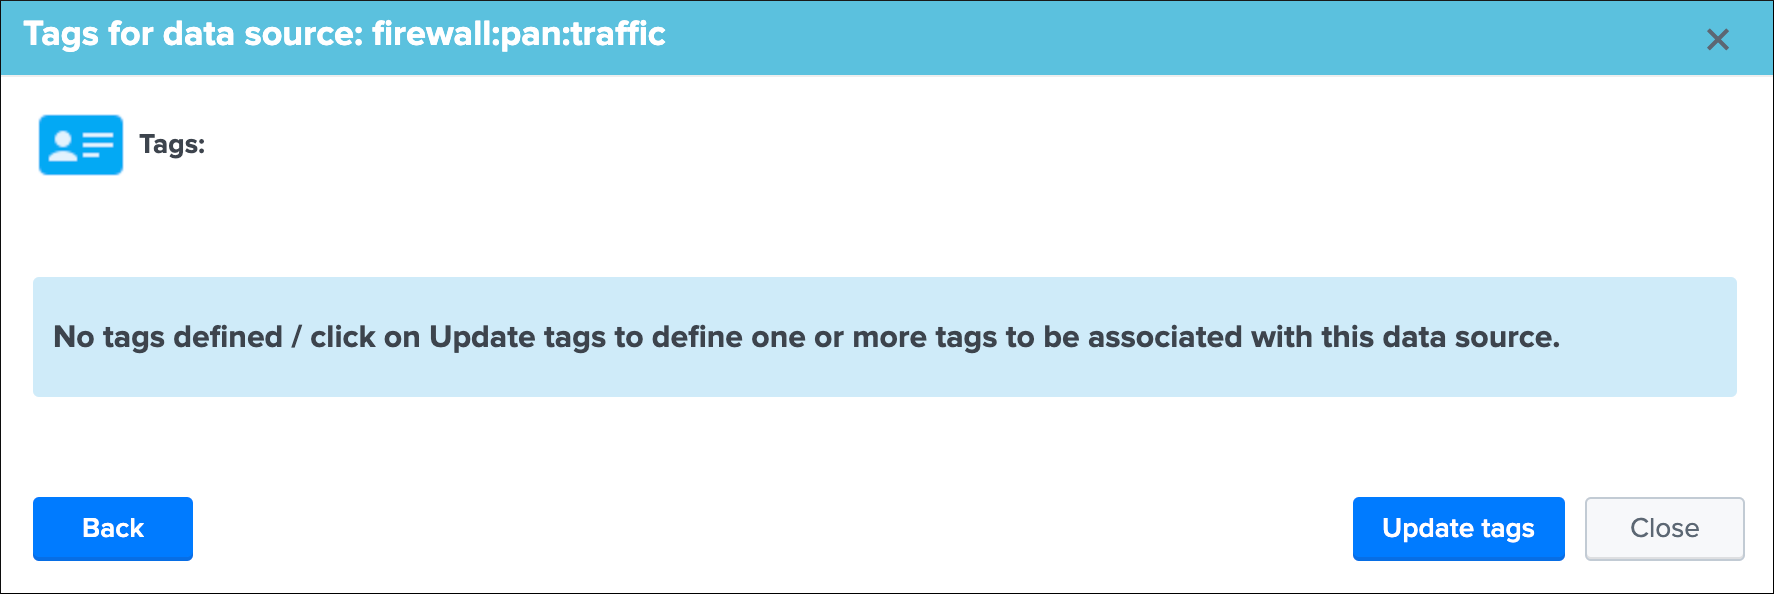 Tags for data source: firewall:pan:traffic
Tags:
No tags defined / click on Update tags to define one or more tags to be associated with this data source.
Back
Update tags
Close